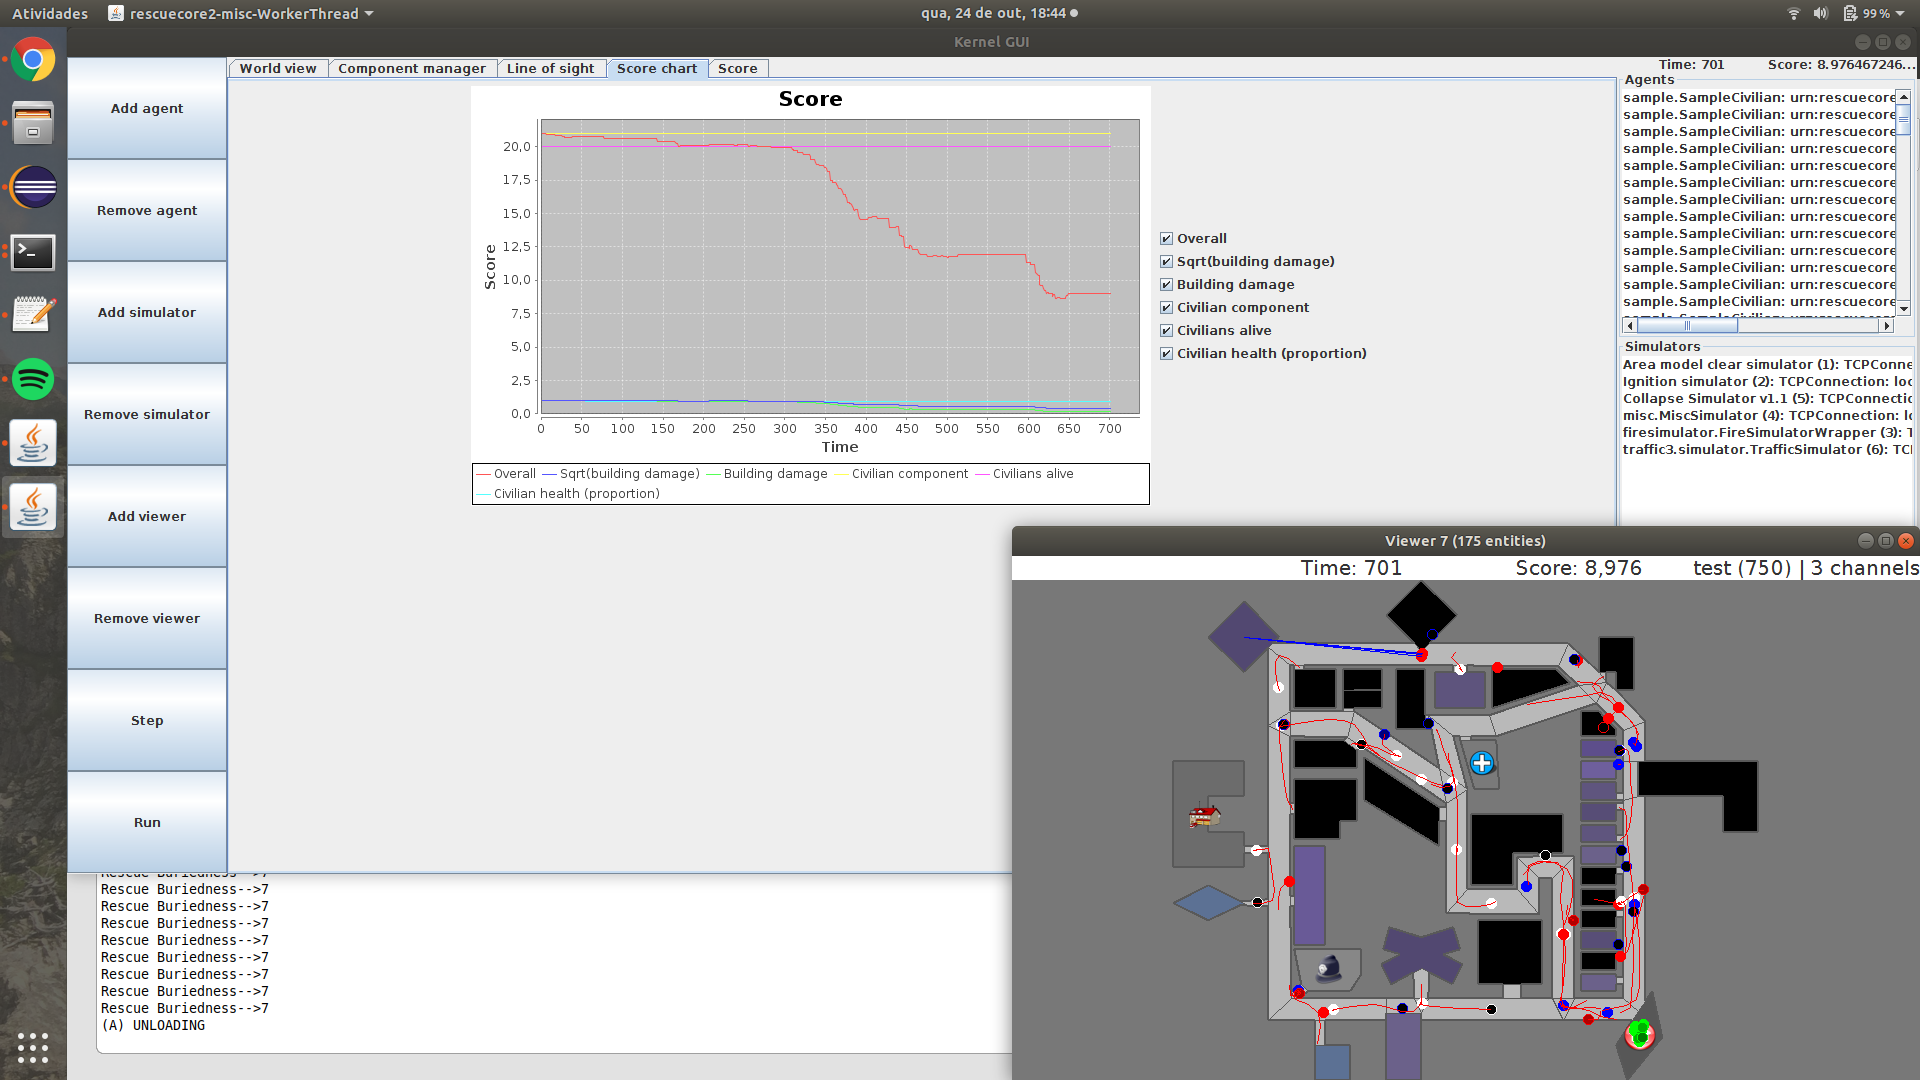 Atividades
rescuecore2-misc-WorkerThread
qua, 24 de out, 18:44
99 %
Kernel GUI
Add agent
Remove agent
Add simulator
Remove simulator
Add viewer
Remove viewer
Step
Run
World view
Component manager
Line of sight
Score chart
Score
Time: 701
Score: 8.976467246...
Score
Score
20,0
17,5
15,0
12,5
10,0
7,5
5,0
2,5
0,0
0 50 100 150 200 250 300 350 400 450 500 550 600 650 700
Time
Overall Sqrt(building damage) Building damage Civilian component Civilians alive
Civilian health (proportion)
Overall
Sqrt(building damage)
Building damage
Civilian component
Civilians alive
Civilian health (proportion)
Agents
sample.SampleCivilian: urn:rescuecore
sample.SampleCivilian: urn:rescuecore
sample.SampleCivilian: urn:rescuecore
sample.SampleCivilian: urn:rescuecore
sample.SampleCivilian: urn:rescuecore
sample.SampleCivilian: urn:rescuecore
sample.SampleCivilian: urn:rescuecore
sample.SampleCivilian: urn:rescuecore
sample.SampleCivilian: urn:rescuecore
sample.SampleCivilian: urn:rescuecore
sample.SampleCivilian: urn:rescuecore
sample.SampleCivilian: urn:rescuecore
sample.SampleCivilian: urn:rescuecore
Simulators
Area model clear simulator (1): TCPConne
Ignition simulator (2): TCPConnection: loc
Collapse Simulator v1.1 (5): TCPConnectio
misc.MiscSimulator (4): TCPConnection: lo
firesimulator.FireSimulatorWrapper (3): T
traffic3.simulator.TrafficSimulator (6): TC
Viewer 7 (175 entities)
Time: 701
Score: 8,976
test (750) | 3 channels
Rescue Buriedness-->7
Rescue Buriedness-->7
Rescue Buriedness-->7
Rescue Buriedness-->7
Rescue Buriedness-->7
Rescue Buriedness-->7
Rescue Buriedness-->7
Rescue Buriedness-->7
Rescue Buriedness-->7
(A) UNLOADING